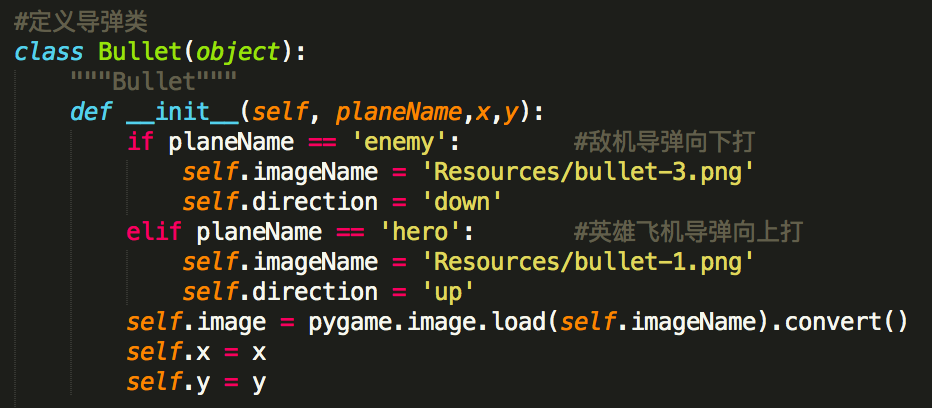 #定义导弹类
class Bullet(object):
    """Bullet"""
    def __init__(self, planeName,x,y):
        if planeName == 'enemy':        #敌机导弹向下打
            self.imageName = 'Resources/bullet-3.png'
            self.direction = 'down'
        elif planeName == 'hero':       #英雄飞机导弹向上打
            self.imageName = 'Resources/bullet-1.png'
            self.direction = 'up'
        self.image = pygame.image.load(self.imageName).convert()
        self.x = x
        self.y = y